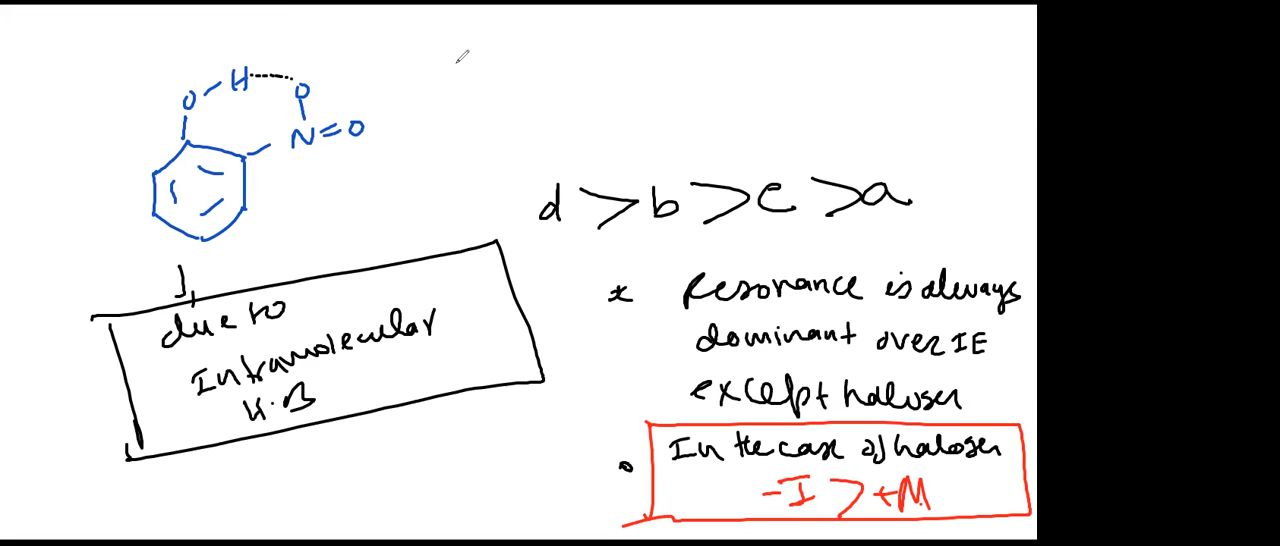 O - H ---- O
N = O
d > b > c > a
due to
Intramolecular
H.B
* Resonance is always
dominant over IE
except halogen
• In the case of halogen
-I > +M